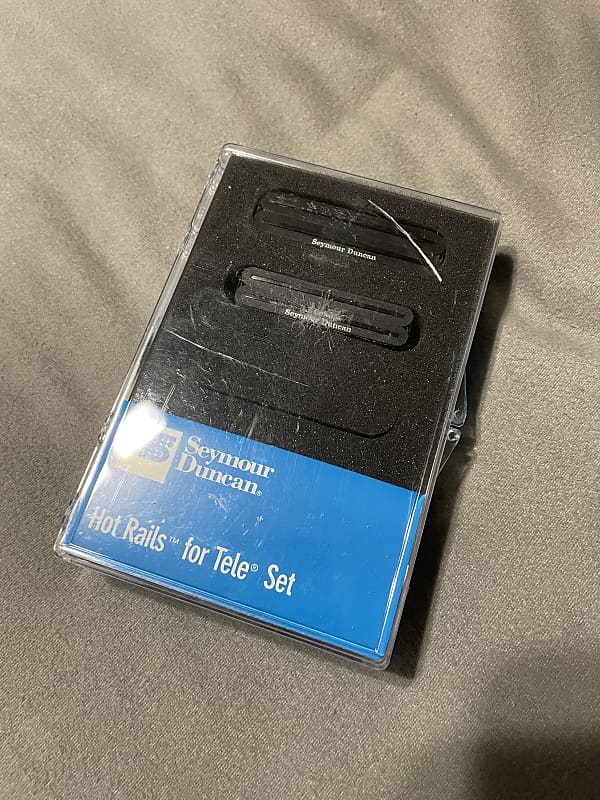 Seymour Duncan
Seymour Duncan
Seymour
Duncan®
Hot Rails™ for Tele® Set